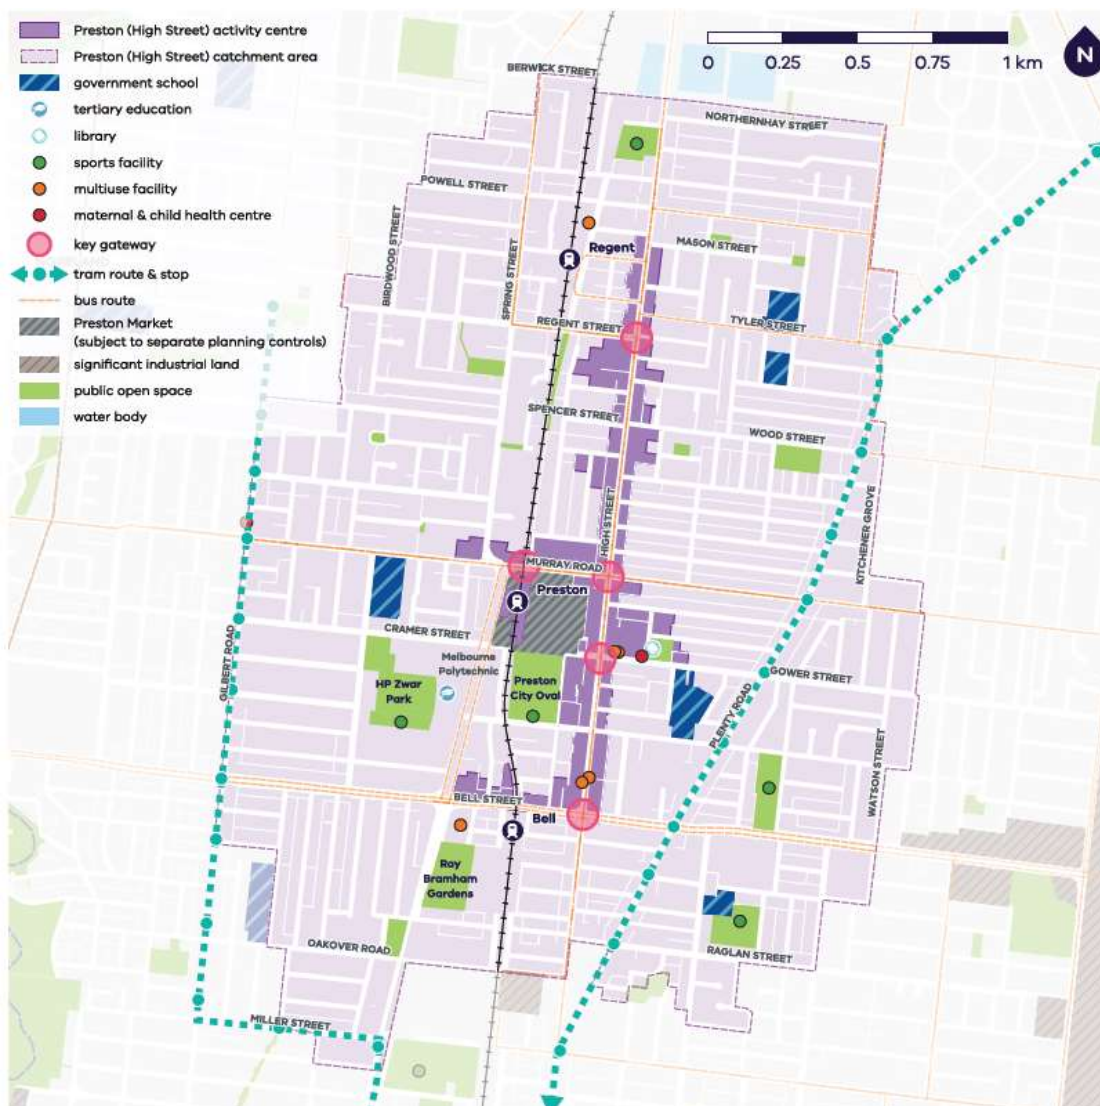 Preston (High Street) activity centre
Preston (High Street) catchment area
government school
tertiary education
library
sports facility
multiuse facility
maternal & child health centre
key gateway
tram route & stop
bus route
Preston Market
(subject to separate planning controls)
significant industrial land
public open space
water body
0 0.25 0.5 0.75 1 km
N
BERWICK STREET
NORTHERNHAY STREET
POWELL STREET
BIRDWOOD STREET
SPRING STREET
Regent
MASON STREET
REGENT STREET
TYLER STREET
SPENCER STREET
WOOD STREET
HIGH STREET
KITCHENER GROVE
MURRAY ROAD
Preston
CRAMER STREET
Melbourne
Polytechnic
GILBERT ROAD
HP Zwar
Park
Preston
City Oval
GOWER STREET
PLENTY ROAD
WATSON STREET
BELL STREET
Bell
Ray
Bramham
Gardens
OAKOVER ROAD
RAGLAN STREET
MILLER STREET